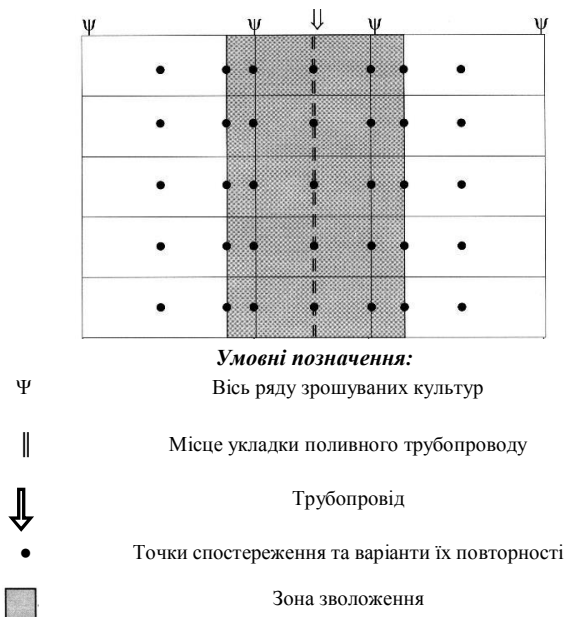 Ψ Ψ Ψ Ψ
Умовні позначення:
Ψ Вісь ряду зрошуваних культур
Місце укладки поливного трубопроводу
Трубопровід
Точки спостереження та варіанти їх повторності
Зона зволоження